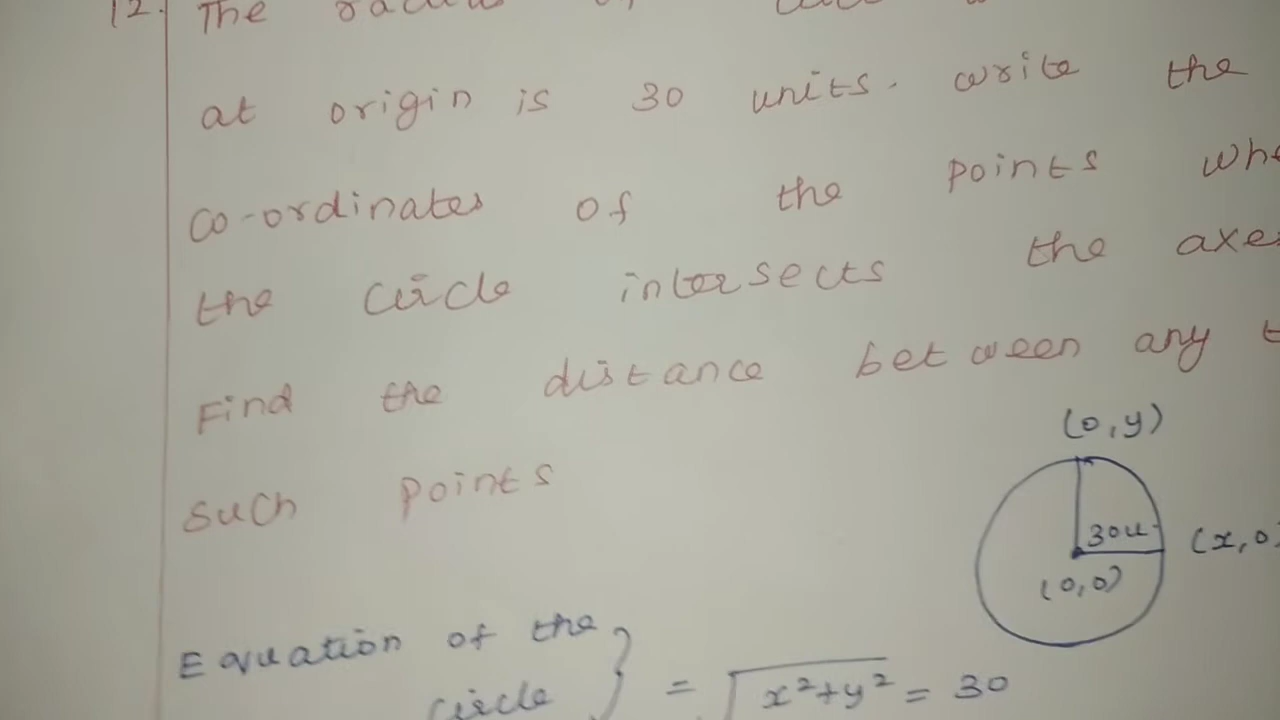 12. The
at origin is 30 units. write the
co-ordinates of the points
the circle intersects the
Find the distance between any
such points
(0,y)
30u
(x,0)
(0,0)
Equation of the
circle } = √x²+y² = 30